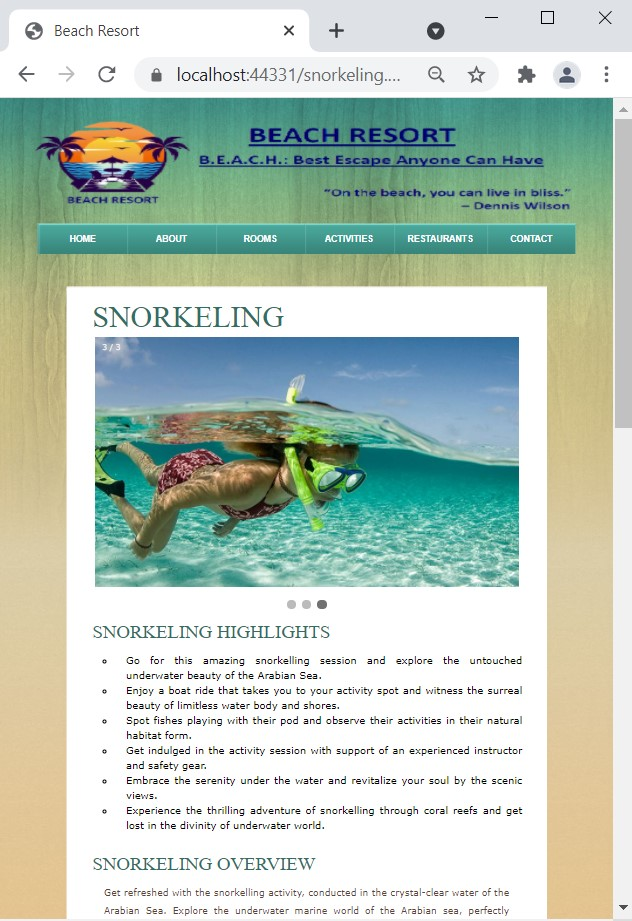 Beach Resort
localhost:44331/snorkeling....
BEACH RESORT
B.E.A.C.H.: Best Escape Anyone Can Have
BEACH RESORT
“On the beach, you can live in bliss.”
– Dennis Wilson
HOME ABOUT ROOMS ACTIVITIES RESTAURANTS CONTACT
SNORKELING
3 / 3
SNORKELING HIGHLIGHTS
Go for this amazing snorkelling session and explore the untouched
underwater beauty of the Arabian Sea.
Enjoy a boat ride that takes you to your activity spot and witness the surreal
beauty of limitless water body and shores.
Spot fishes playing with their pod and observe their activities in their natural
habitat form.
Get indulged in the activity session with support of an experienced instructor
and safety gear.
Embrace the serenity under the water and revitalize your soul by the scenic
views.
Experience the thrilling adventure of snorkelling through coral reefs and get
lost in the divinity of underwater world.
SNORKELING OVERVIEW
Get refreshed with the snorkelling activity, conducted in the crystal-clear water of the
Arabian Sea. Explore the underwater marine world of the Arabian sea, perfectly